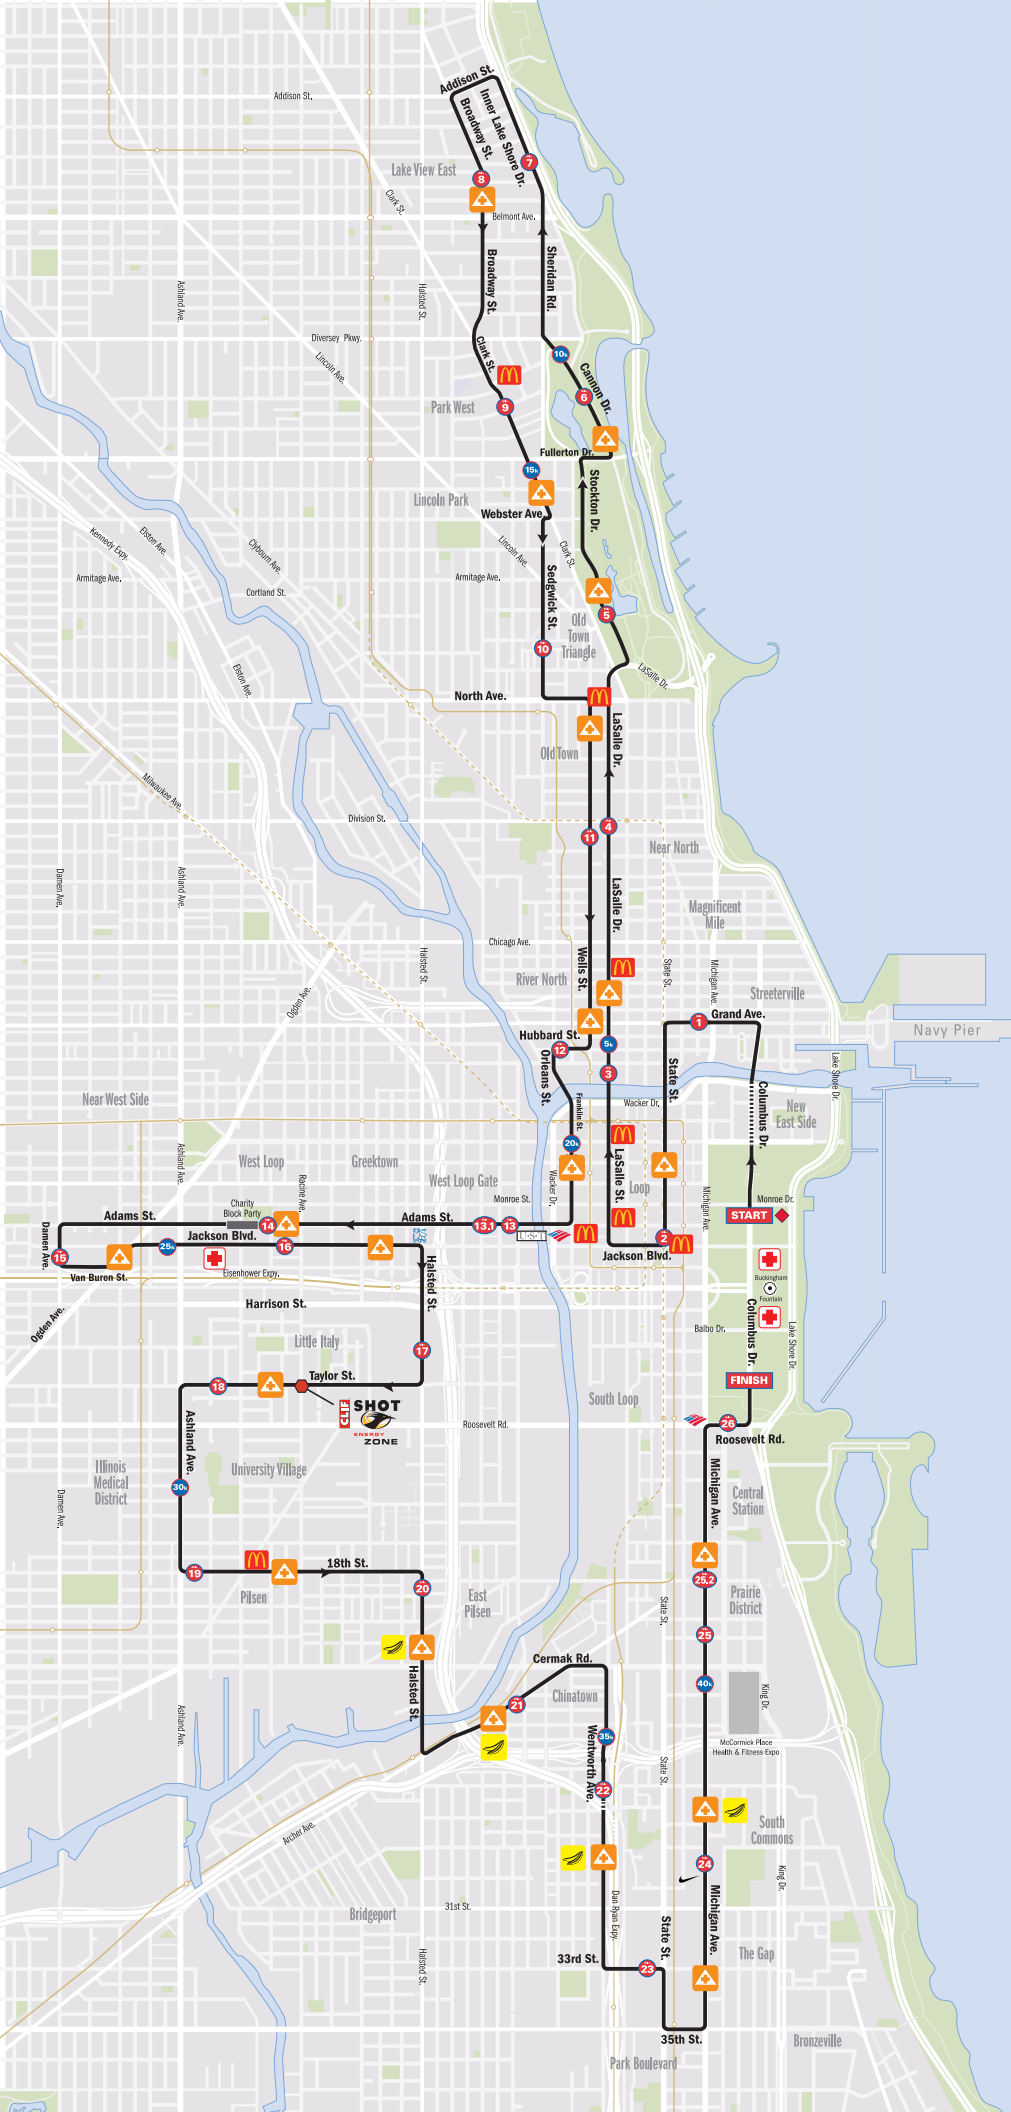 Addison St.
Addison St.
Inner Lake Shore Dr.
Broadway St.
7
Lake View East
8
Clark St.
Belmont Ave.
Broadway St.
Sheridan Rd.
Ashland Ave.
Halsted St.
Diversey Pkwy.
Lincoln Ave.
Clark St.
10k
Cannon Dr.
6
Park West
9
Fullerton Dr.
15k
Stockton Dr.
Lincoln Park
Webster Ave.
Kennedy Expy.
Elston Ave.
Clybourn Ave.
Lincoln Ave.
Clark St.
Armitage Ave.
Armitage Ave.
Cortland St.
Sedgwick St.
5
Old
Town
Triangle
10
LaSalle Dr.
Elston Ave.
North Ave.
LaSalle Dr.
Old Town
Milwaukee Ave.
Division St.
4
11
Near North
Damen Ave.
Ashland Ave.
LaSalle Dr.
Magnificent
Mile
Chicago Ave.
Halsted St.
Wells St.
State St.
Michigan Ave.
River North
Streeterville
Ogden Ave.
Grand Ave.
1
Navy Pier
Hubbard St.
12
5k
3
Orleans St.
State St.
Lake Shore Dr.
Columbus Dr.
Franklin St.
Wacker Dr.
Near West Side
New
East Side
20k
Ashland Ave.
West Loop
Greektown
West Loop Gate
Wacker Dr.
LaSalle St.
Loop
Racine Ave.
Monroe St.
Michigan Ave.
Monroe Dr.
Charity
Block Party
Adams St.
14
Adams St.
13.1
13
UST
START
Damen Ave.
Jackson Blvd.
2
15
25k
16
Jackson Blvd.
Van Buren St.
Eisenhower Expy.
Halsted St.
Buckingham
Fountain
Harrison St.
Columbus Dr.
Ogden Ave.
Balbo Dr.
Lake Shore Dr.
Little Italy
17
Taylor St.
18
FINISH
South Loop
CLIF
SHOT
ENERGY
ZONE
Roosevelt Rd.
26
Roosevelt Rd.
Ashland Ave.
Illinois
Medical
District
University Village
30k
Michigan Ave.
Central
Station
Damen Ave.
18th St.
19
20
25.2
Pilsen
East
Pilsen
State St.
Prairie
District
25
Cermak Rd.
Halsted St.
40k
Chinatown
21
King Dr.
Ashland Ave.
Wentworth Ave.
35k
McCormick Place
Health & Fitness Expo
State St.
22
South
Commons
Archer Ave.
24
King Dr.
Bridgeport
31st St.
Dan Ryan Expy.
Michigan Ave.
State St.
Halsted St.
33rd St.
23
The Gap
35th St.
Bronzeville
Park Boulevard